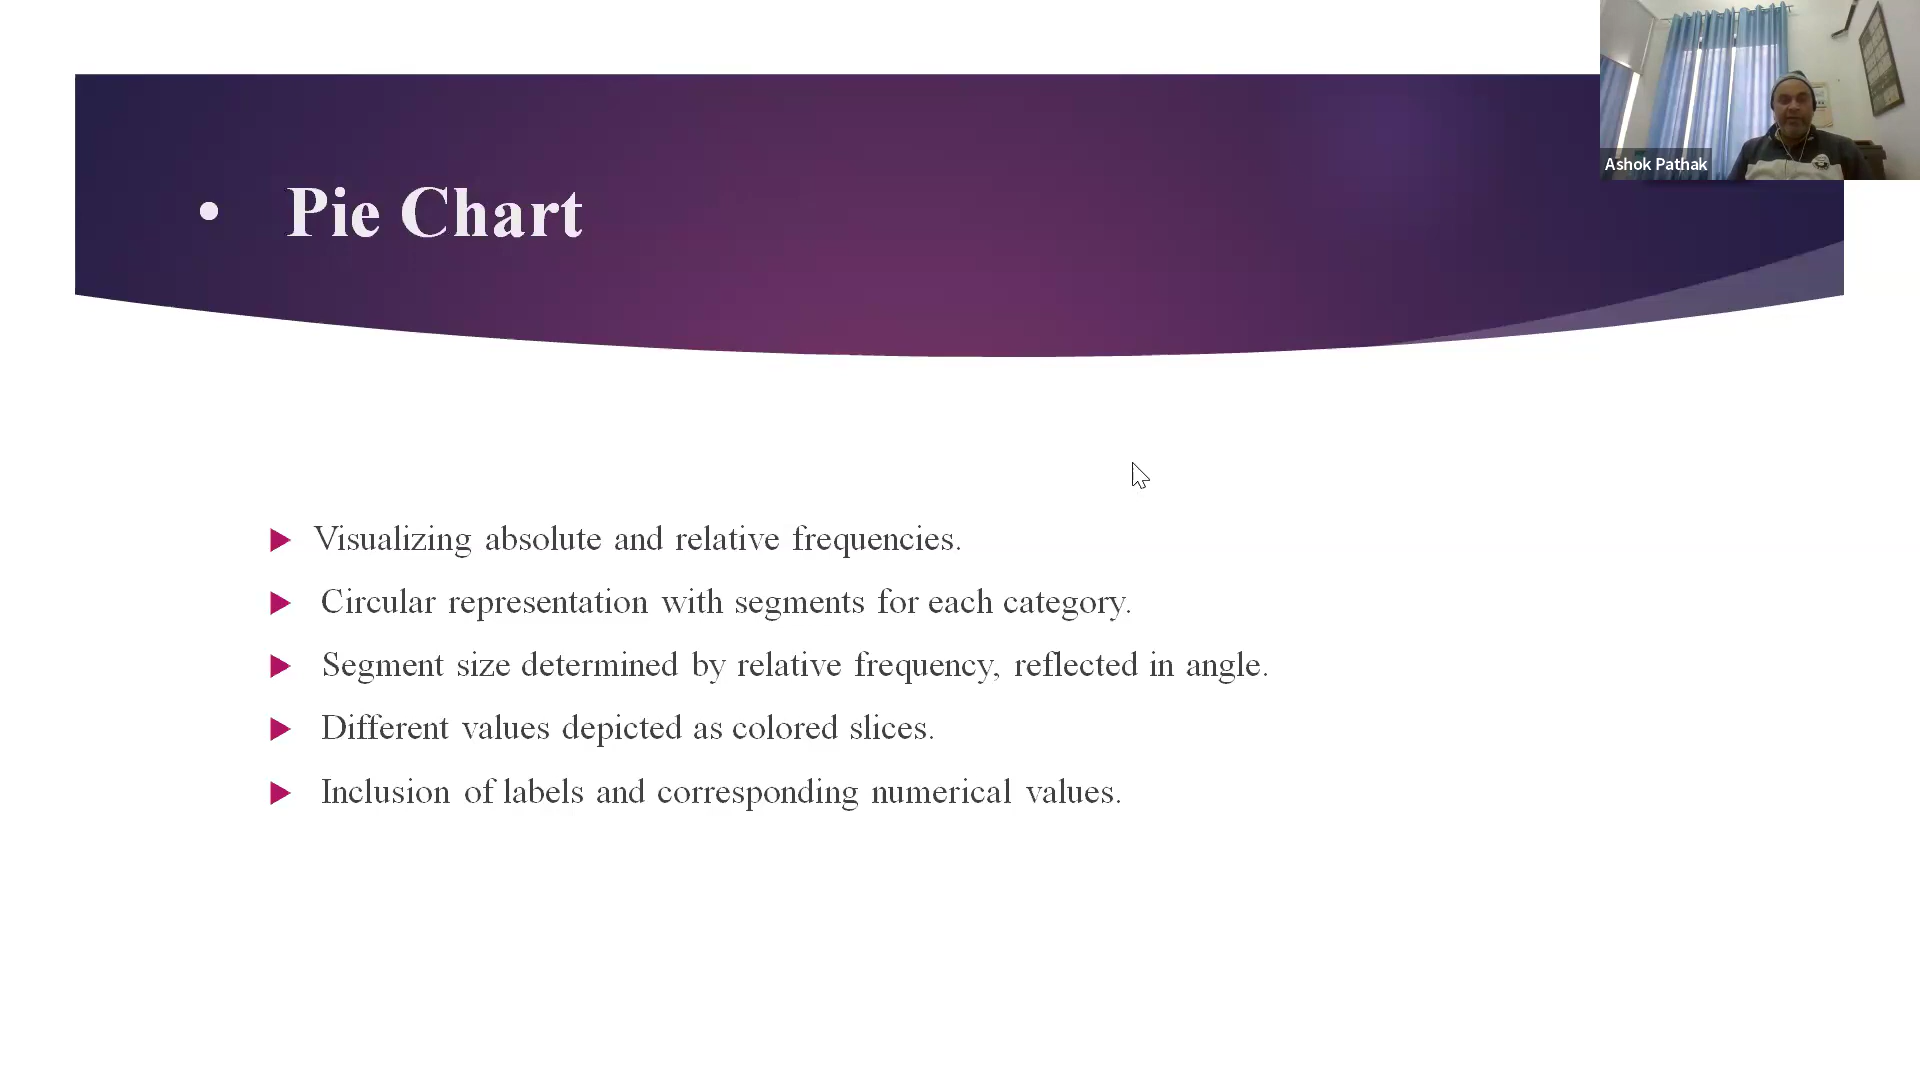 Ashok Pathak
• Pie Chart
Visualizing absolute and relative frequencies.
Circular representation with segments for each category.
Segment size determined by relative frequency, reflected in angle.
Different values depicted as colored slices.
Inclusion of labels and corresponding numerical values.